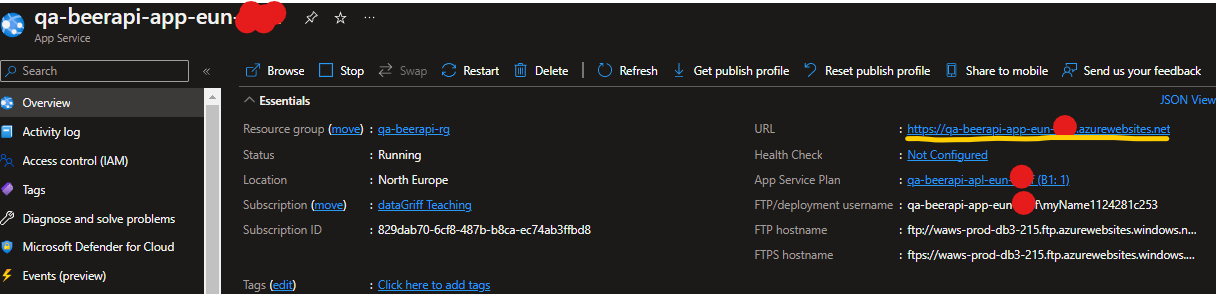 qa-beerapi-app-eun-
App Service
Search
Browse Stop Swap Restart Delete Refresh Get publish profile Reset publish profile Share to mobile Send us your feedback
Overview
Activity log
Access control (IAM)
Tags
Diagnose and solve problems
Microsoft Defender for Cloud
Events (preview)
Essentials
JSON View
Resource group (move) : qa-beerapi-rg
Status : Running
Location : North Europe
Subscription (move) : dataGriff Teaching
Subscription ID : 829dab70-6cf8-487b-b8ca-ec74ab3ffbd8
URL : https://qa-beerapi-app-eun- .azurewebsites.net
Health Check : Not Configured
App Service Plan : qa-beerapi-apl-eun- f (B1: 1)
FTP/deployment username : qa-beerapi-app-eun- f\myName1124281c253
FTP hostname : ftp://waws-prod-db3-215.ftp.azurewebsites.windows.n...
FTPS hostname : ftps://waws-prod-db3-215.ftp.azurewebsites.windows....
Tags (edit) : Click here to add tags